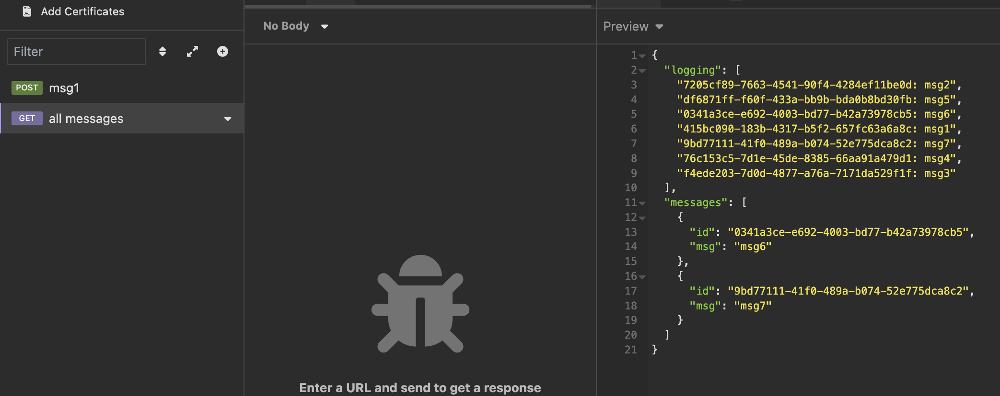 Add Certificates
Filter
POST msg1
GET all messages
No Body
Enter a URL and send to get a response
Preview
1 {
2 "logging": [
3 "7205cf89-7663-4541-90f4-4284ef11be0d: msg2",
4 "df6871ff-f60f-433a-bb9b-bda0b8bd30fb: msg5",
5 "0341a3ce-e692-4003-bd77-b42a73978cb5: msg6",
6 "415bc090-183b-4317-b5f2-657fc63a6a8c: msg1",
7 "9bd77111-41f0-489a-b074-52e775dca8c2: msg7",
8 "76c153c5-7d1e-45de-8385-66aa91a479d1: msg4",
9 "f4ede203-7d0d-4877-a76a-7171da529f1f: msg3"
10 ],
11 "messages": [
12 {
13 "id": "0341a3ce-e692-4003-bd77-b42a73978cb5",
14 "msg": "msg6"
15 },
16 {
17 "id": "9bd77111-41f0-489a-b074-52e775dca8c2",
18 "msg": "msg7"
19 }
20 ]
21 }